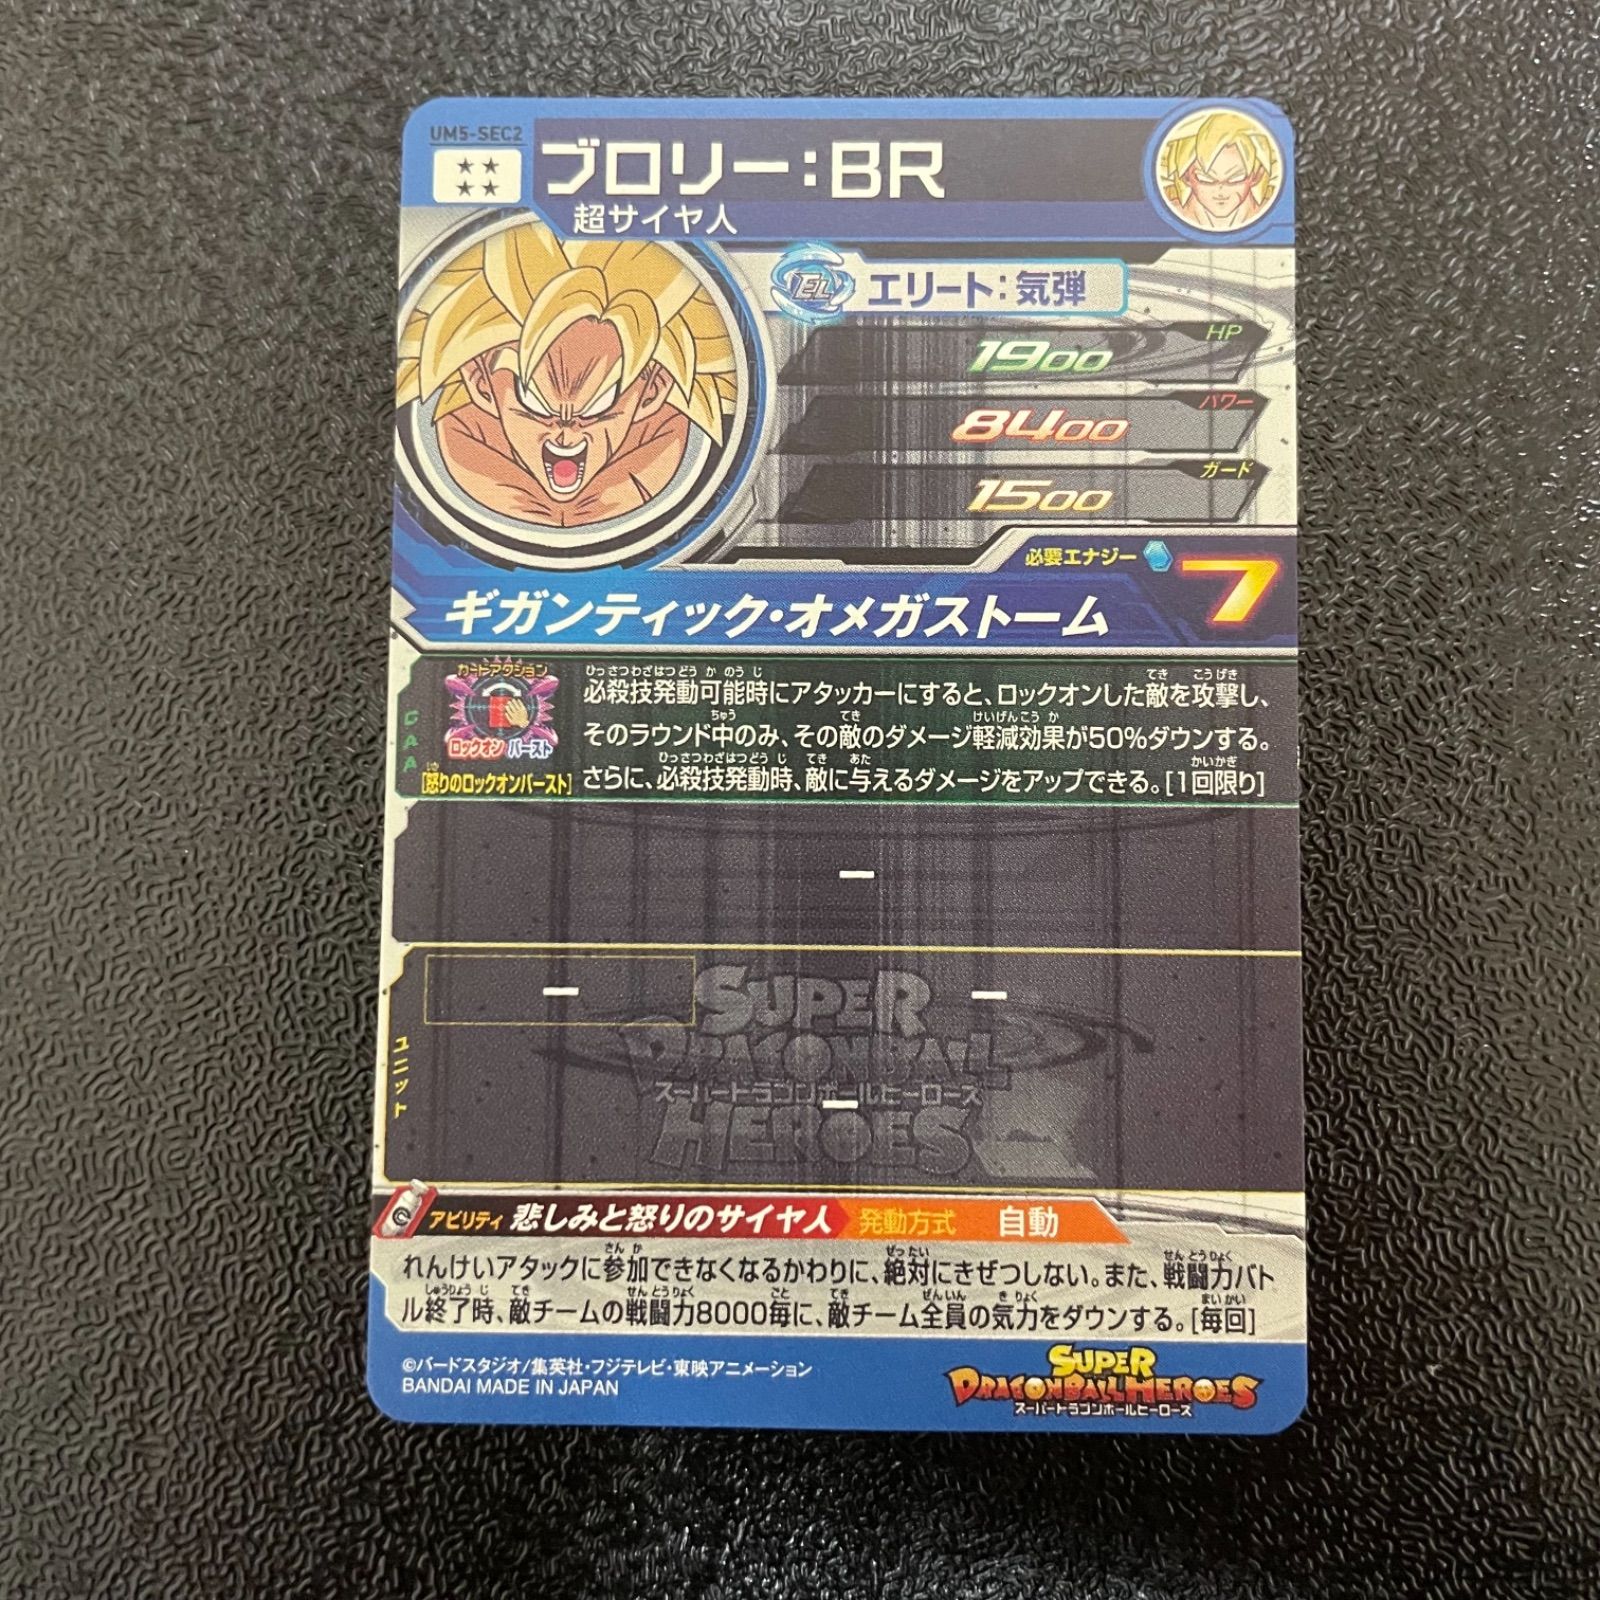 UM5-SEC2
ブロリー:BR
超サイヤ人
EL
エリート:気弾
HP
1900
パワー
8400
ガード
1500
必要エナジー 7
ギガンティック・オメガストーム
CAA
カードアクション
ロックオンバースト
[怒りのロックオンバースト]
必殺技発動可能時にアタッカーにすると、ロックオンした敵を攻撃し、
そのラウンド中のみ、その敵のダメージ軽減効果が50%ダウンする。
さらに、必殺技発動時、敵に与えるダメージをアップできる。[1回限り]
ー
ユニット
ー ー
ー
SUPER
DRAGONBALL
スーパードラゴンボールヒーローズ
HEROES
アビリティ 悲しみと怒りのサイヤ人 発動方式 自動
れんけいアタックに参加できなくなるかわりに、絶対にきぜつしない。また、戦闘力バト
ル終了時、敵チームの戦闘力8000毎に、敵チーム全員の気力をダウンする。[毎回]
©バードスタジオ/集英社・フジテレビ・東映アニメーション
BANDAI MADE IN JAPAN
SUPER
DRAGONBALL HEROES
スーパードラゴンボールヒーローズ